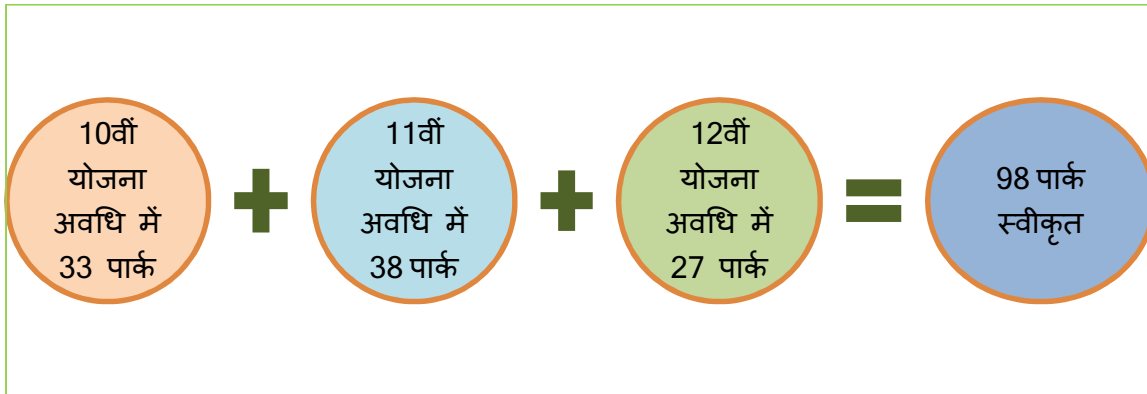 10वीं
योजना
अवधि में
33 पार्क
11वीं
योजना
अवधि में
38 पार्क
12वीं
योजना
अवधि में
27 पार्क
98 पार्क
स्वीकृत